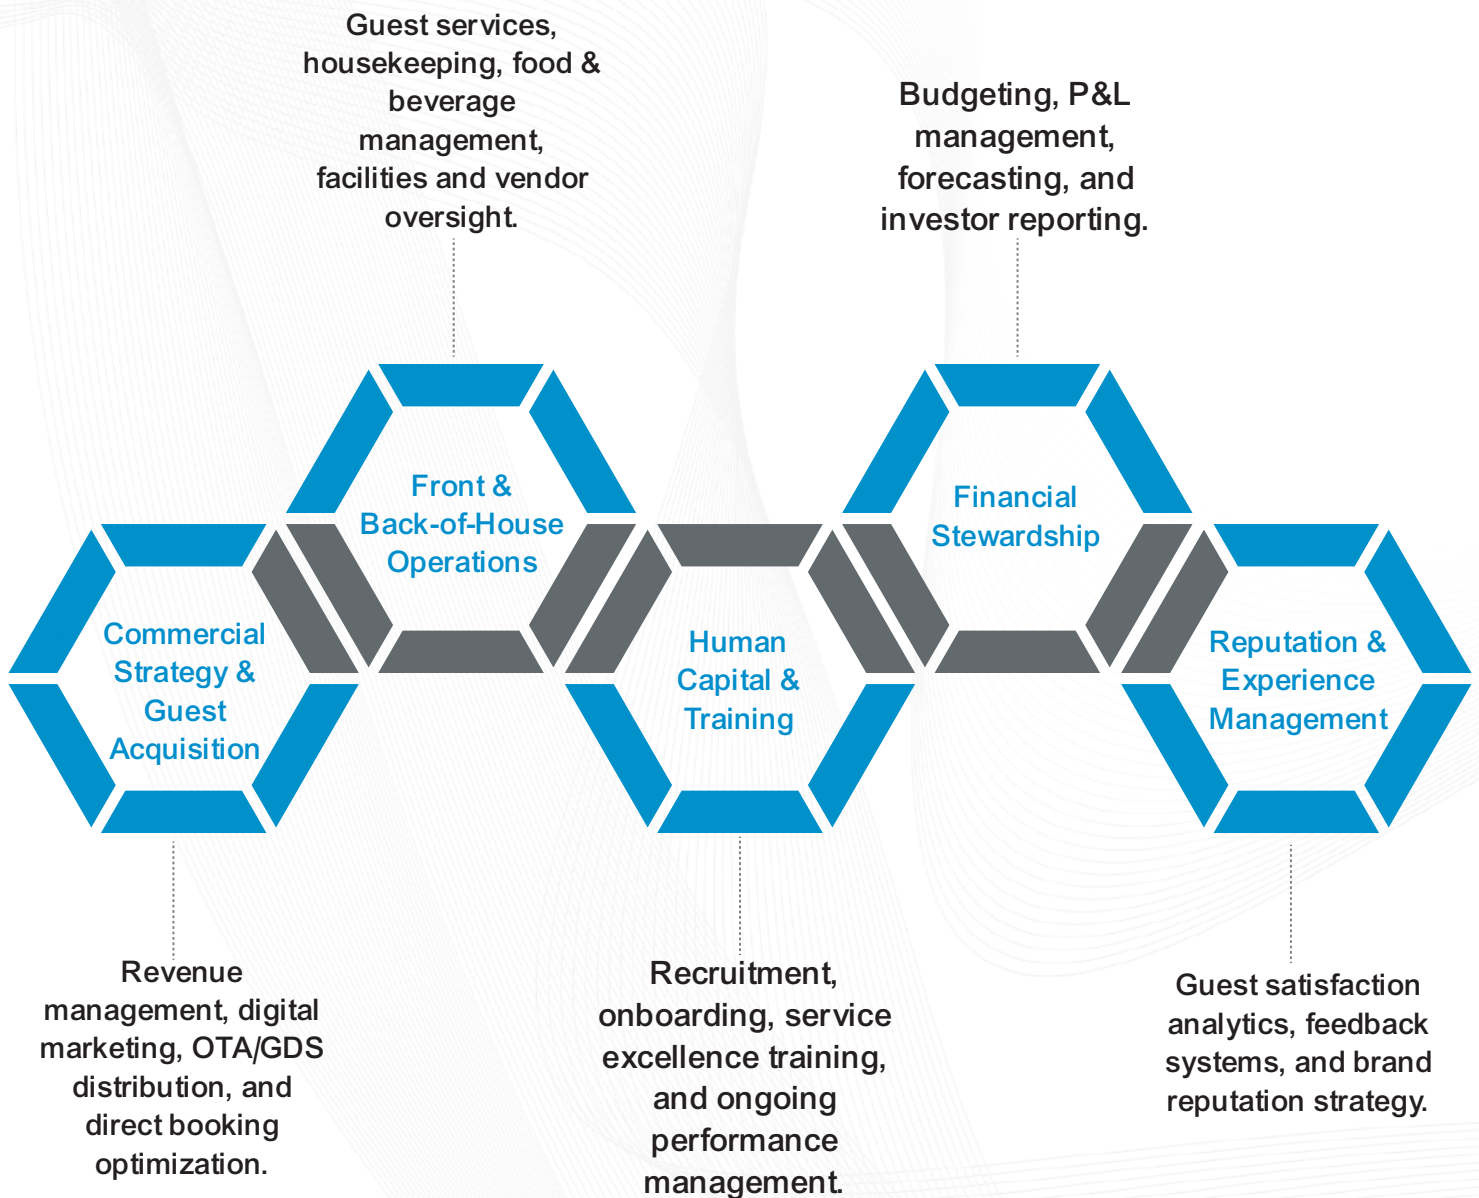 Guest services,
housekeeping, food &
beverage
management,
facilities and vendor
oversight.
Budgeting, P&L
management,
forecasting, and
investor reporting.
Front &
Back-of-House
Operations
Financial
Stewardship
Commercial
Strategy &
Guest
Acquisition
Human
Capital &
Training
Reputation &
Experience
Management
Revenue
management, digital
marketing, OTA/GDS
distribution, and
direct booking
optimization.
Recruitment,
onboarding, service
excellence training,
and ongoing
performance
management.
Guest satisfaction
analytics, feedback
systems, and brand
reputation strategy.